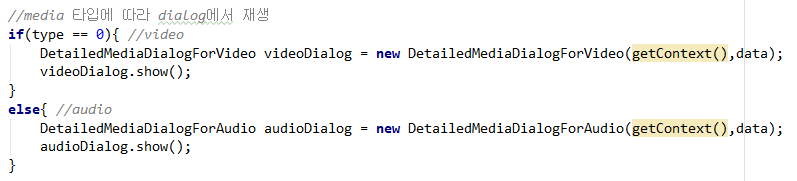 //media 타입에 따라 dialog에서 재생
if(type == 0){ //video
    DetailedMediaDialogForVideo videoDialog = new DetailedMediaDialogForVideo(getContext(),data);
    videoDialog.show();
}
else{ //audio
    DetailedMediaDialogForAudio audioDialog = new DetailedMediaDialogForAudio(getContext(),data);
    audioDialog.show();
}